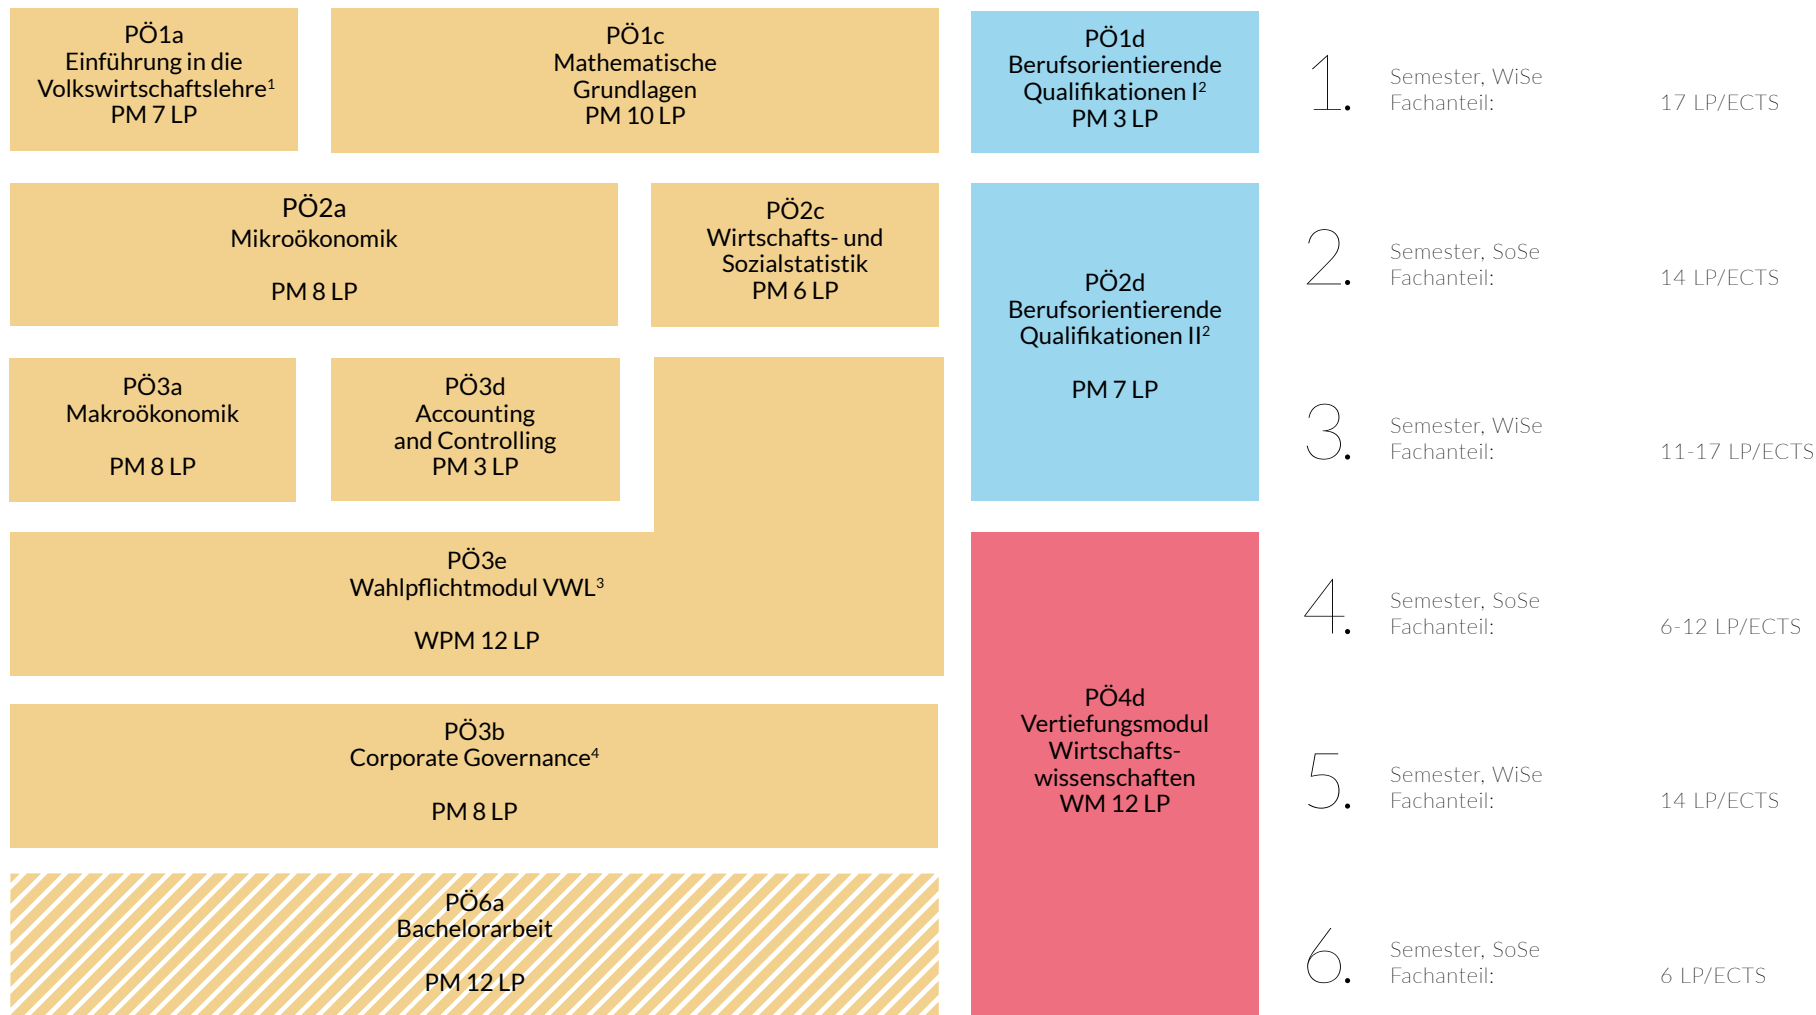 PÖ1a
Einführung in die
Volkswirtschaftslehre¹
PM 7 LP
PÖ1c
Mathematische
Grundlagen
PM 10 LP
PÖ1d
Berufsorientierende
Qualifikationen I²
PM 3 LP
1.
Semester, WiSe
Fachanteil: 17 LP/ECTS
PÖ2a
Mikroökonomik
PM 8 LP
PÖ2c
Wirtschafts- und
Sozialstatistik
PM 6 LP
PÖ2d
Berufsorientierende
Qualifikationen II²
PM 7 LP
2.
Semester, SoSe
Fachanteil: 14 LP/ECTS
PÖ3a
Makroökonomik
PM 8 LP
PÖ3d
Accounting
and Controlling
PM 3 LP
3.
Semester, WiSe
Fachanteil: 11-17 LP/ECTS
PÖ3e
Wahlpflichtmodul VWL³
WPM 12 LP
4.
Semester, SoSe
Fachanteil: 6-12 LP/ECTS
PÖ3b
Corporate Governance⁴
PM 8 LP
PÖ4d
Vertiefungsmodul
Wirtschafts-
wissenschaften
WM 12 LP
5.
Semester, WiSe
Fachanteil: 14 LP/ECTS
PÖ6a
Bachelorarbeit
PM 12 LP
6.
Semester, SoSe
Fachanteil: 6 LP/ECTS